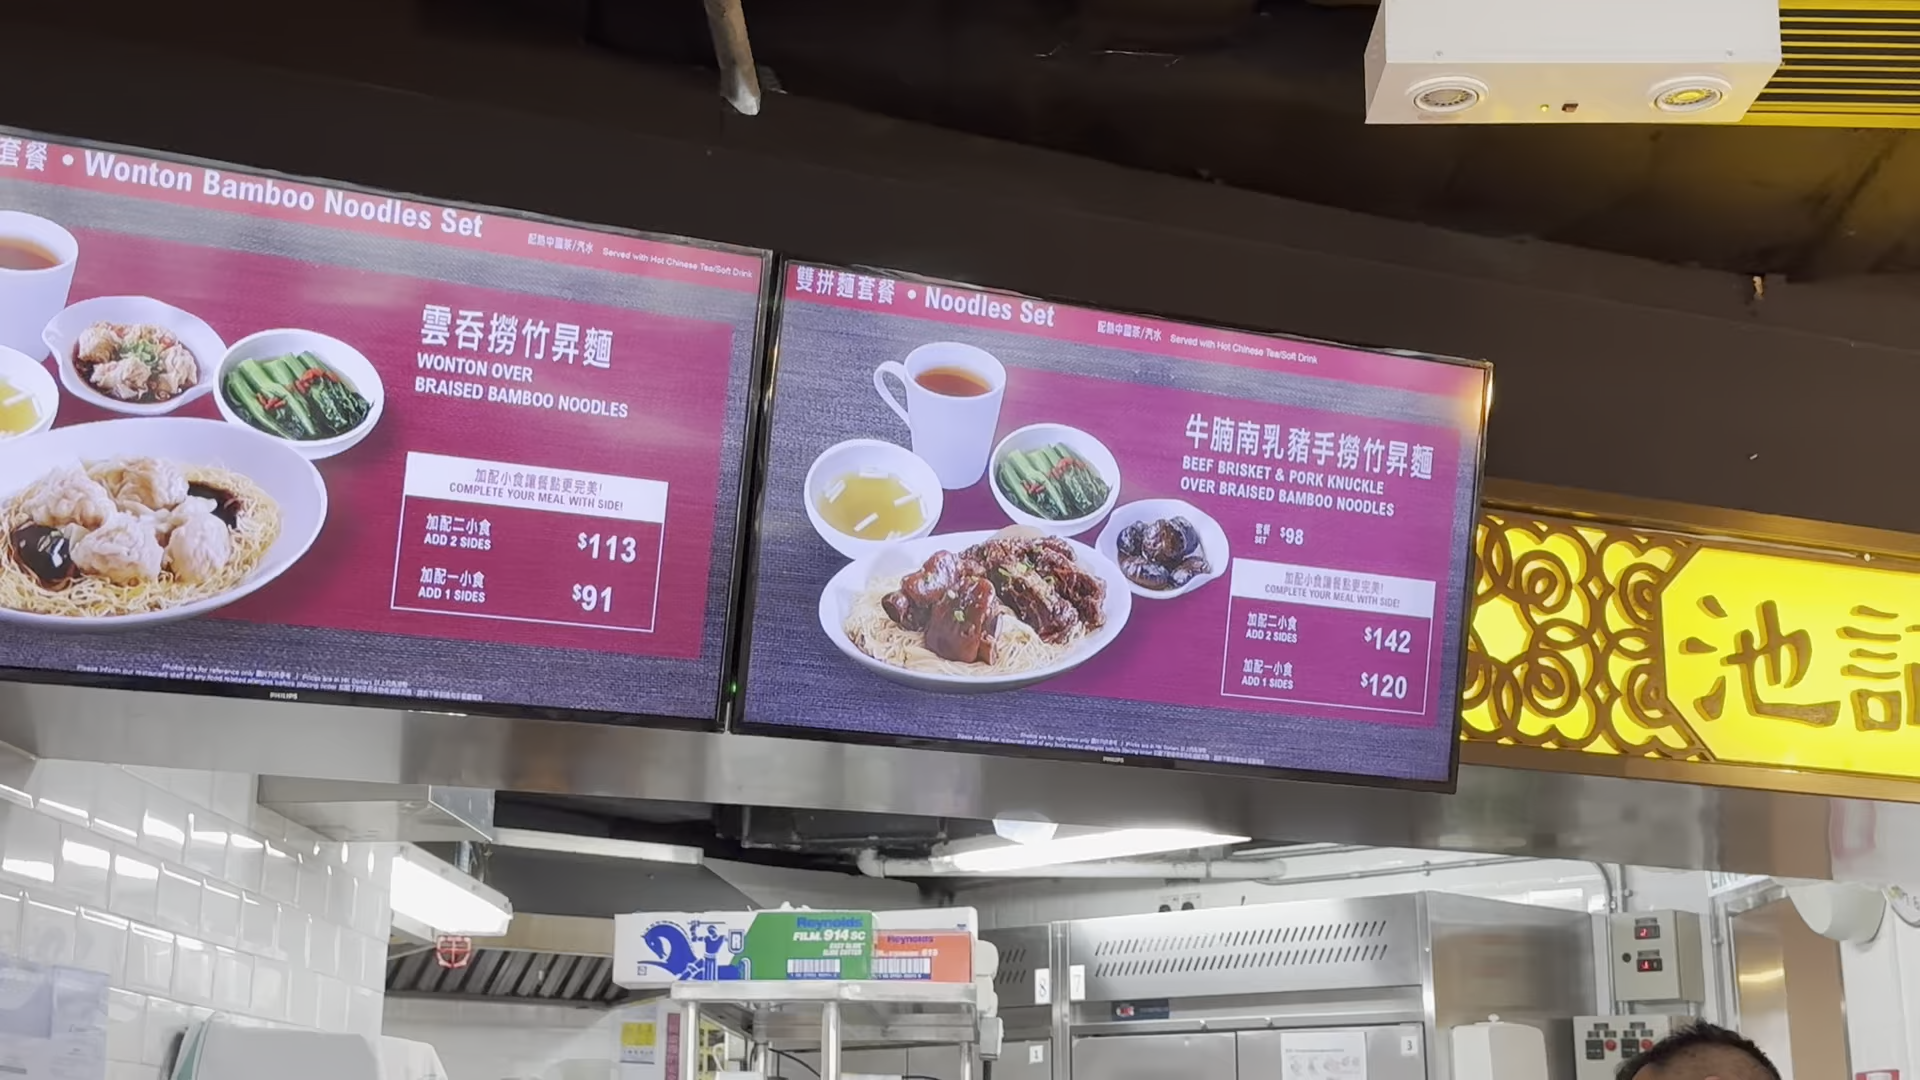 套餐 • Wonton Bamboo Noodles Set
配熱中國茶/汽水 Served with Hot Chinese Tea/Soft Drink
雲吞撈竹昇麵
WONTON OVER
BRAISED BAMBOO NOODLES
加配小食讓餐點更完美!
COMPLETE YOUR MEAL WITH SIDE!
加配二小食
ADD 2 SIDES
$113
加配一小食
ADD 1 SIDES
$91
PHILIPS
雙拼麵套餐 • Noodles Set
配熱中國茶/汽水 Served with Hot Chinese Tea/Soft Drink
牛腩南乳豬手撈竹昇麵
BEEF BRISKET & PORK KNUCKLE
OVER BRAISED BAMBOO NOODLES
套餐
SET
$98
加配小食讓餐點更完美!
COMPLETE YOUR MEAL WITH SIDE!
加配二小食
ADD 2 SIDES
$142
加配一小食
ADD 1 SIDES
$120
PHILIPS
池記
Reynolds
FILM 914 SC
Reynolds
8
7
1
3